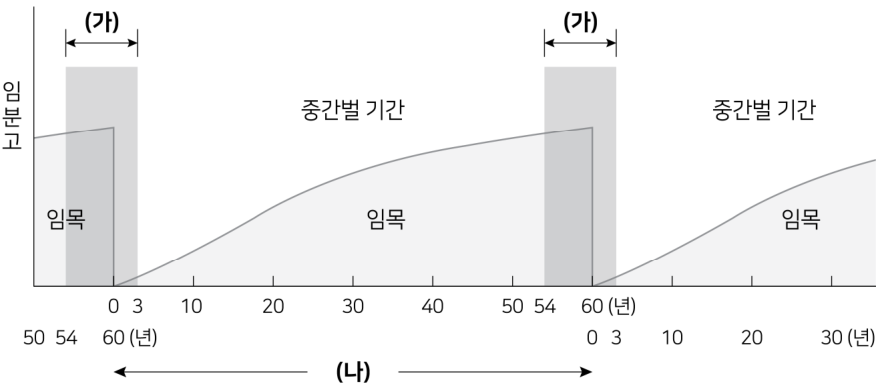 (가) (가)
임분고
중간벌 기간 중간벌 기간
임목 임목 임목
0 3 10 20 30 40 50 54 60 (년)
50 54 60 (년) 0 3 10 20 30 (년)
(나)